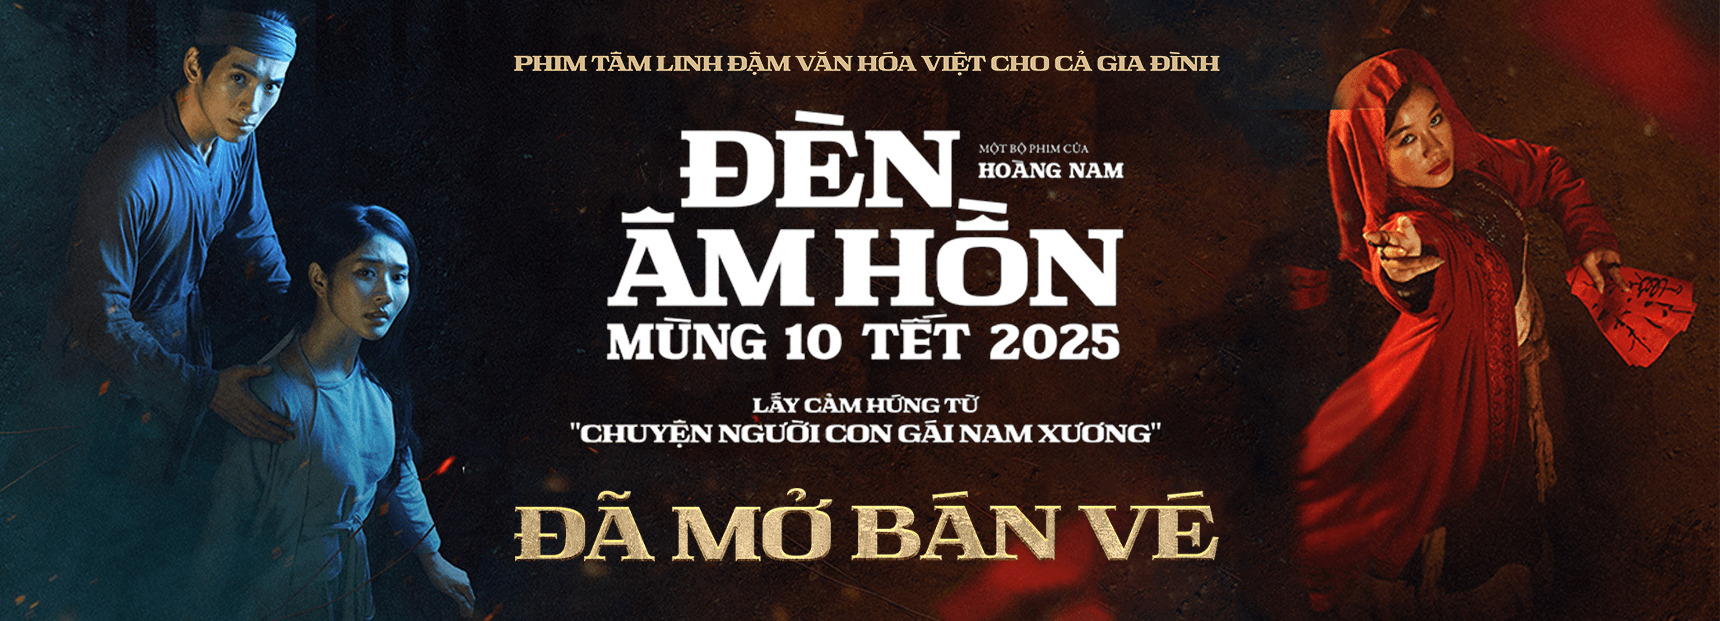 PHIM TÂM LINH ĐẬM VĂN HÓA VIỆT CHO CẢ GIA ĐÌNH
ĐÈN
MỘT BỘ PHIM CỦA
HOÀNG NAM
ÂM HỒN
MÙNG 10 TẾT 2025
LẤY CẢM HỨNG TỪ
"CHUYỆN NGƯỜI CON GÁI NAM XƯƠNG"
ĐÃ MỞ BÁN VÉ